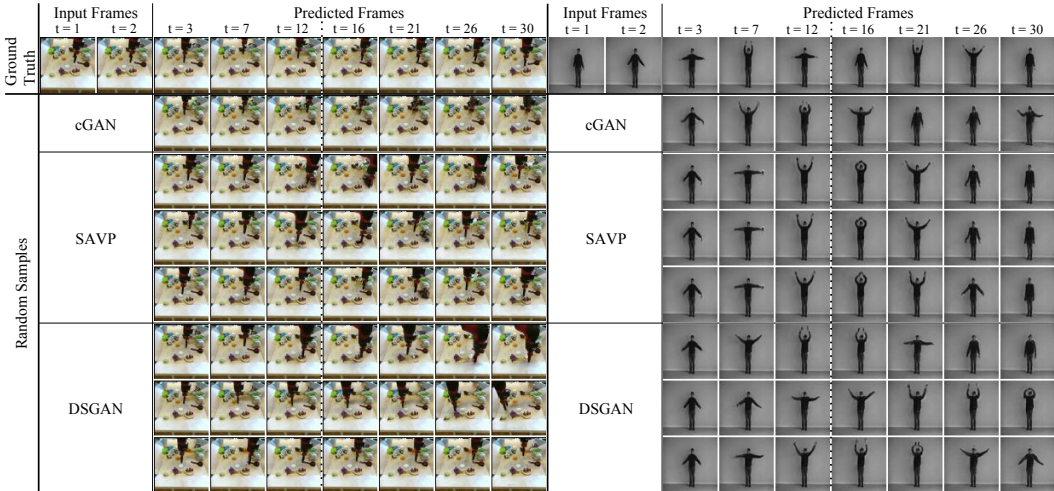 Input Frames Predicted Frames Input Frames Predicted Frames
t = 1 t = 2 t = 3 t = 7 t = 12 t = 16 t = 21 t = 26 t = 30 t = 1 t = 2 t = 3 t = 7 t = 12 t = 16 t = 21 t = 26 t = 30
Ground
Truth
Random Samples
cGAN cGAN
SAVP SAVP
DSGAN DSGAN